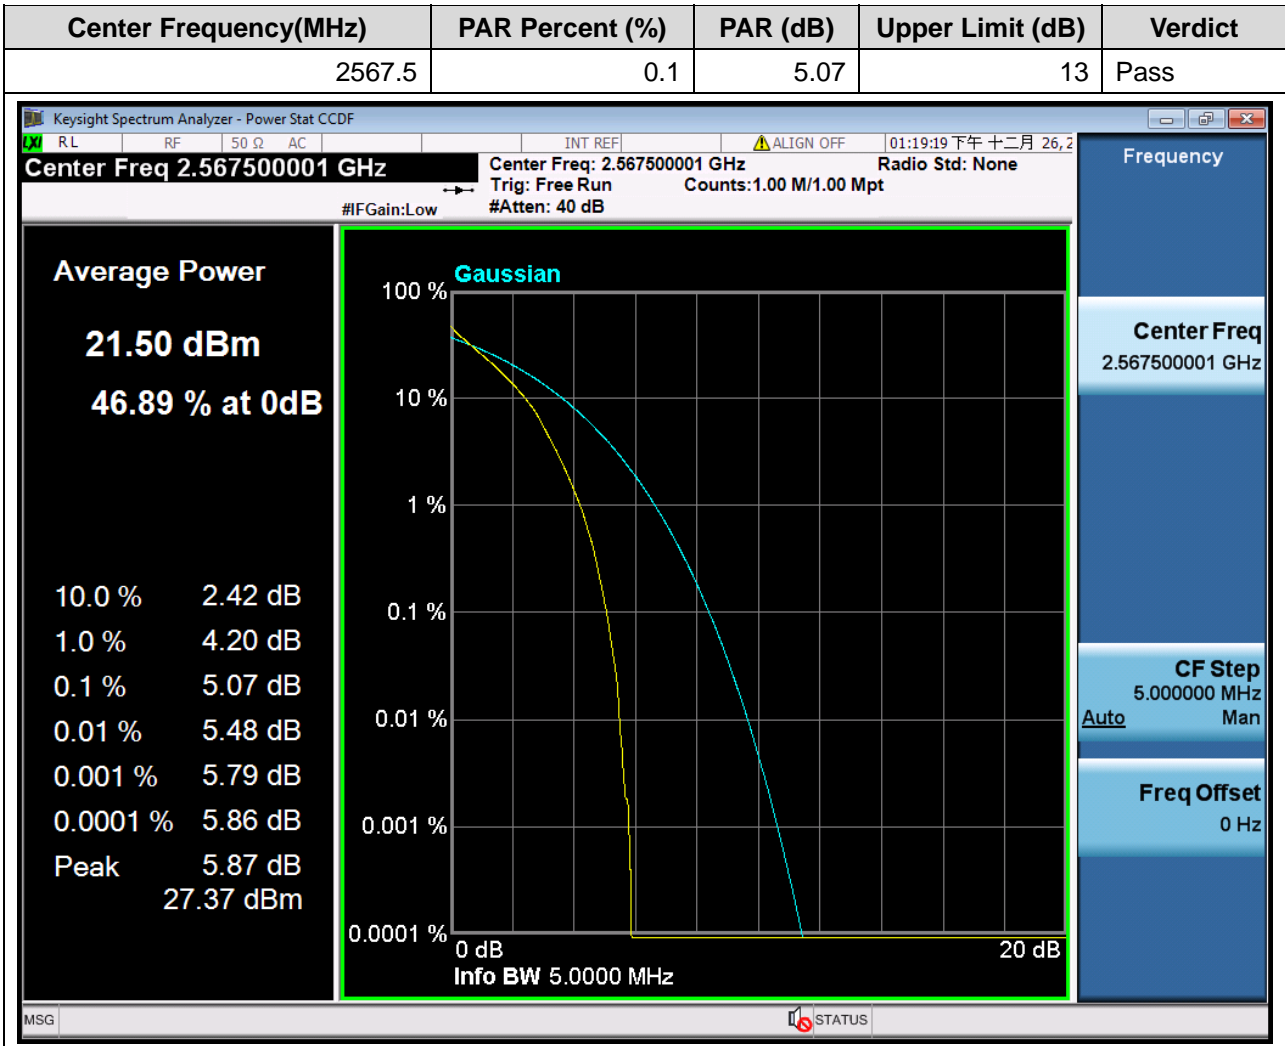 Center Frequency(MHz) PAR Percent (%) PAR (dB) Upper Limit (dB) Verdict
2567.5 0.1 5.07 13 Pass
Keysight Spectrum Analyzer - Power Stat CCDF
LXI RL RF 50 Ω AC INT REF ALIGN OFF 01:19:19 下午 十二月 26, 2
Center Freq 2.567500001 GHz
Center Freq: 2.567500001 GHz Radio Std: None
Trig: Free Run Counts:1.00 M/1.00 Mpt
#IFGain:Low #Atten: 40 dB
Average Power
21.50 dBm
46.89 % at 0dB
10.0 % 2.42 dB
1.0 % 4.20 dB
0.1 % 5.07 dB
0.01 % 5.48 dB
0.001 % 5.79 dB
0.0001 % 5.86 dB
Peak 5.87 dB
27.37 dBm
Gaussian
100 %
10 %
1 %
0.1 %
0.01 %
0.001 %
0.0001 %
0 dB 20 dB
Info BW 5.0000 MHz
Frequency
Center Freq
2.567500001 GHz
CF Step
5.000000 MHz
Auto Man
Freq Offset
0 Hz
MSG STATUS